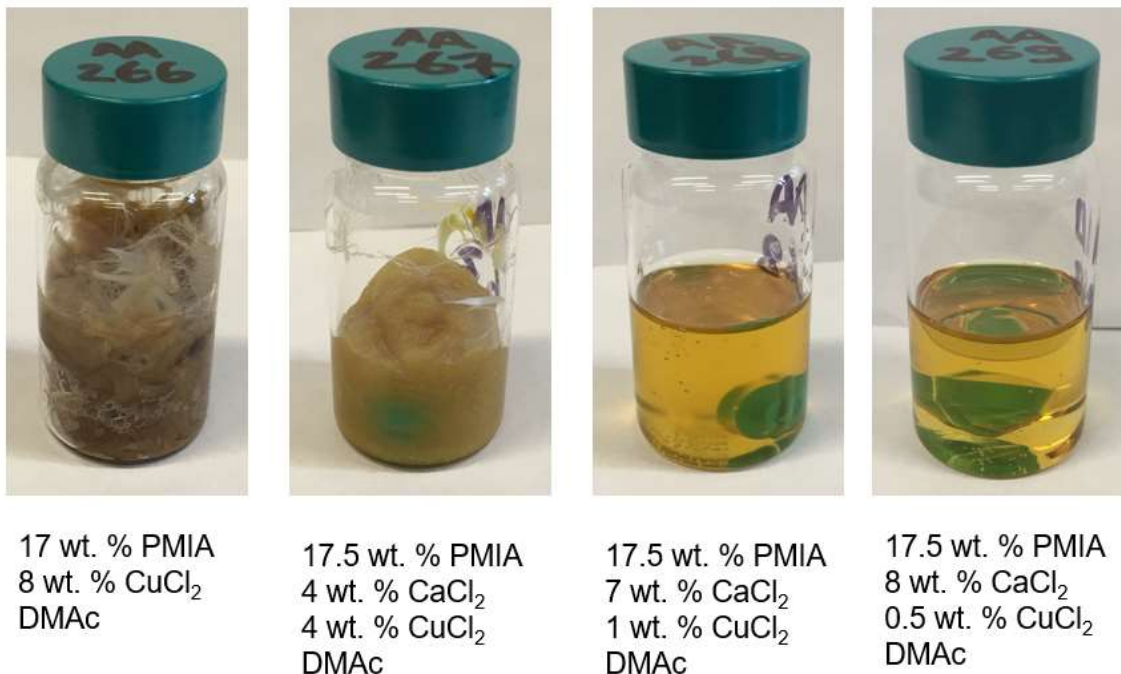 AA
266
AA
267
AA
268
AA
269
17 wt. % PMIA
8 wt. % CuCl₂
DMAc
17.5 wt. % PMIA
4 wt. % CaCl₂
4 wt. % CuCl₂
DMAc
17.5 wt. % PMIA
7 wt. % CaCl₂
1 wt. % CuCl₂
DMAc
17.5 wt. % PMIA
8 wt. % CaCl₂
0.5 wt. % CuCl₂
DMAc